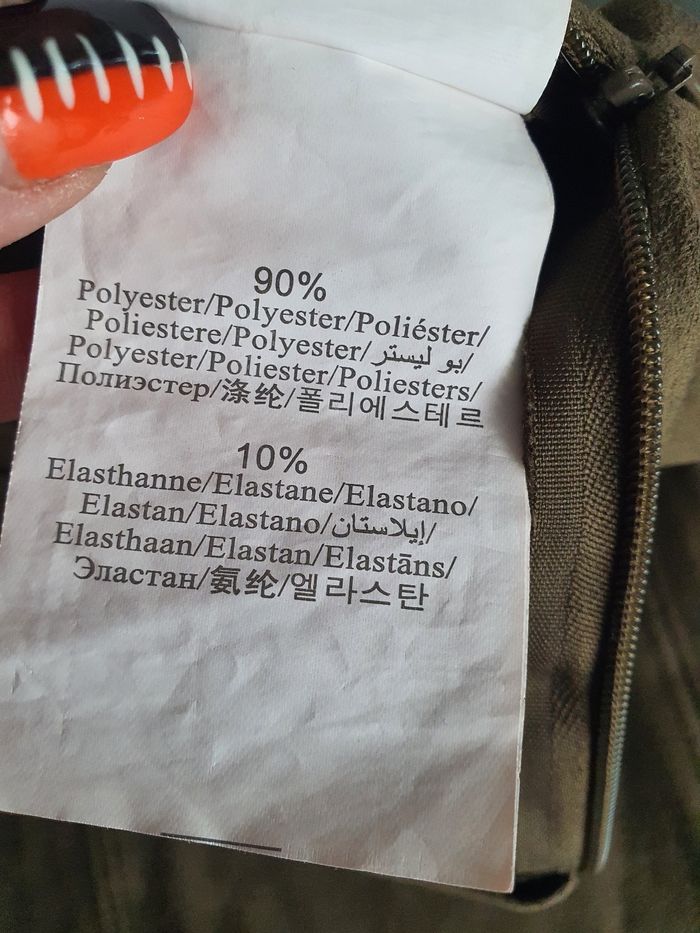 90%
Polyester/Polyester/Poliéster/
Poliestere/Polyester/بو ليستر/
Polyester/Poliester/Poliesters/
Полиэстер/涤纶/폴리에스테르
10%
Elasthanne/Elastane/Elastano/
Elastan/Elastano/إيلاستان/
Elasthaan/Elastan/Elastāns/
Эластан/氨纶/엘라스탄